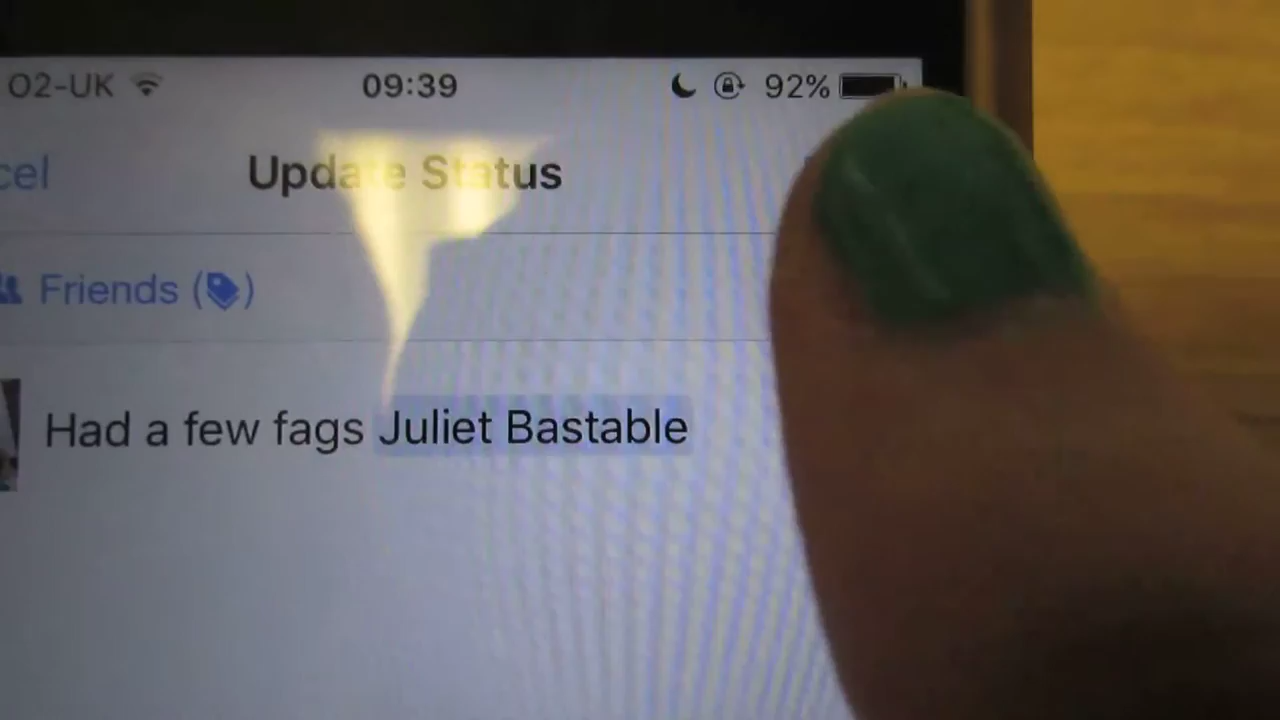 O2-UK 09:39 92%
cel Update Status
Friends ( )
Had a few fags Juliet Bastable